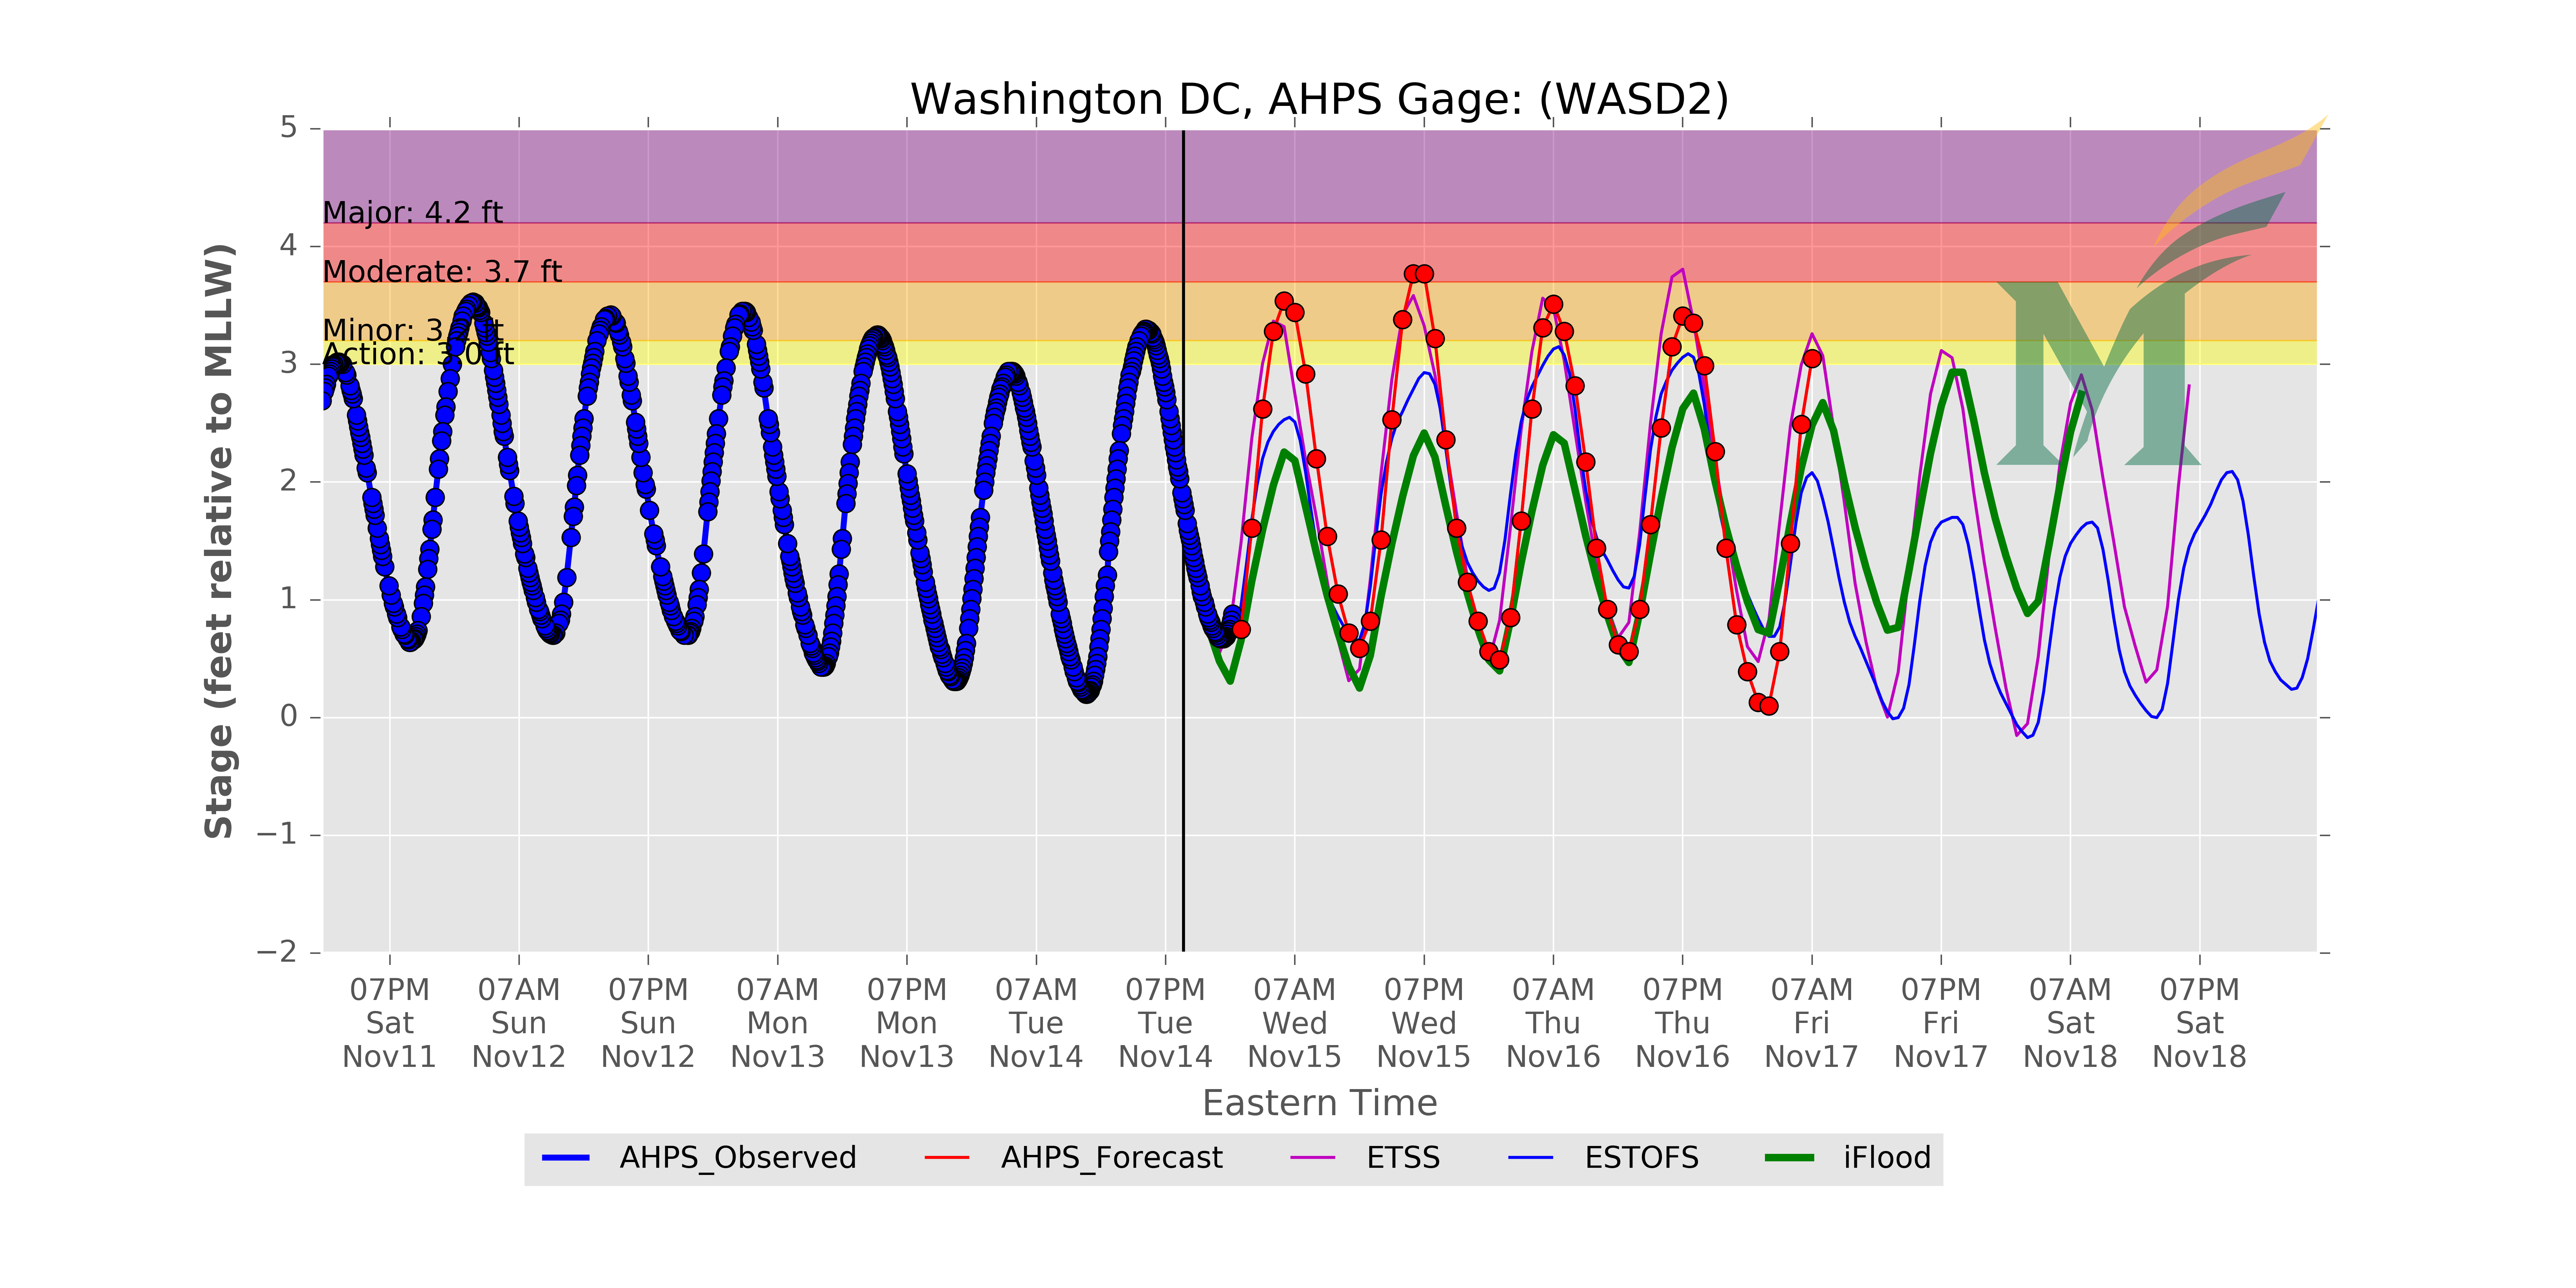 Washington DC, AHPS Gage: (WASD2)
Stage (feet relative to MLLW)
5
4
3
2
1
0
−1
−2
Major: 4.2 ft
Moderate: 3.7 ft
Minor: 3.2 ft
Action: 3.0 ft
M
07PM 07AM 07PM 07AM 07PM 07AM 07PM 07AM 07PM 07AM 07PM 07AM 07PM 07AM 07PM
Sat Sun Sun Mon Mon Tue Tue Wed Wed Thu Thu Fri Fri Sat Sat
Nov11 Nov12 Nov12 Nov13 Nov13 Nov14 Nov14 Nov15 Nov15 Nov16 Nov16 Nov17 Nov17 Nov18 Nov18
Eastern Time
AHPS_Observed AHPS_Forecast ETSS ESTOFS iFlood